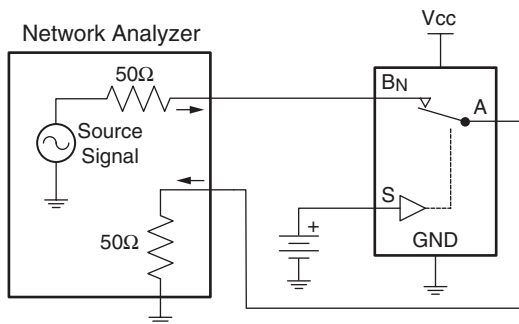 Network Analyzer
50Ω
Source
Signal
50Ω
Vcc
BN
A
S
+
GND